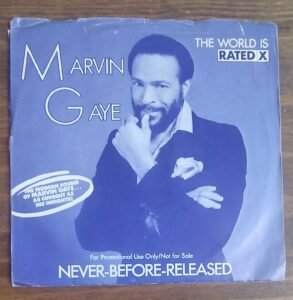 THE WORLD IS
RATED X
MARVIN
GAYE
THE MODERN SOUND
OF MARVIN GAYE...
AS CURRENT AS
HIS INSIGHTS!
For Promotional Use Only/Not for Sale
NEVER-BEFORE-RELEASED